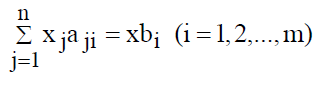 n
Σ x_j a_ji = xb_i (i = 1, 2,..., m)
j=1